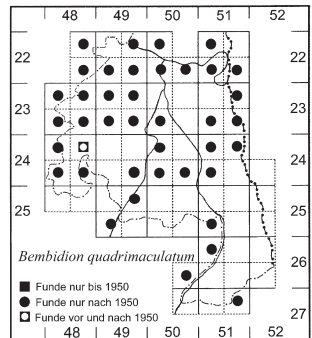 48 49 50 51 52
22 22
23 23
24 24
25 25
Bembidion quadrimaculatum
26 26
Funde nur bis 1950
Funde nur nach 1950
Funde vor und nach 1950
27
48 49 50 51 52